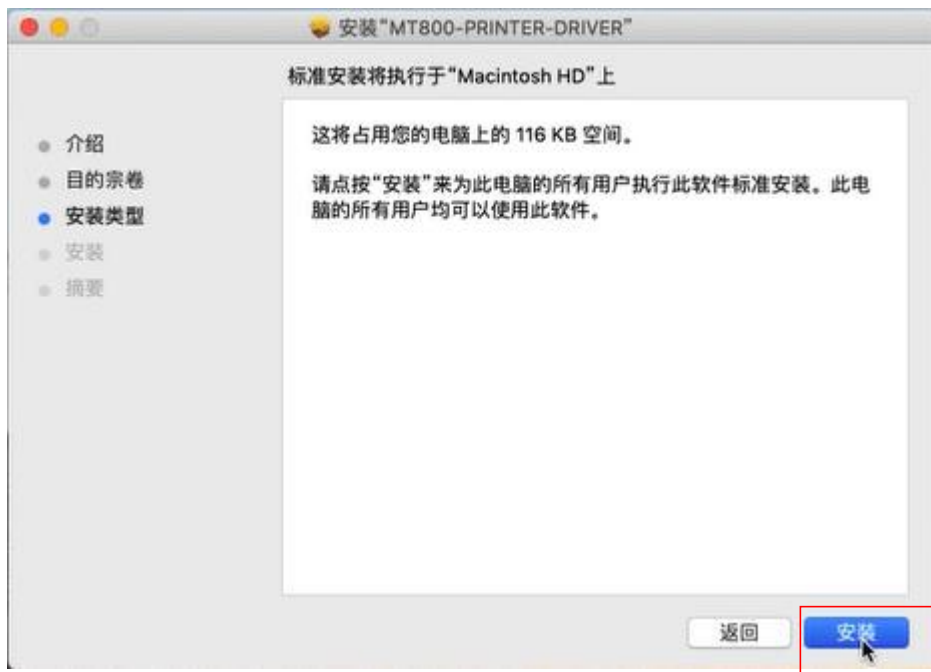 安装“MT800-PRINTER-DRIVER”
标准安装将执行于“Macintosh HD”上
介绍
目的宗卷
安装类型
安装
摘要
这将占用您的电脑上的 116 KB 空间。
请点按“安装”来为此电脑的所有用户执行此软件标准安装。此电
脑的所有用户均可以使用此软件。
返回
安装